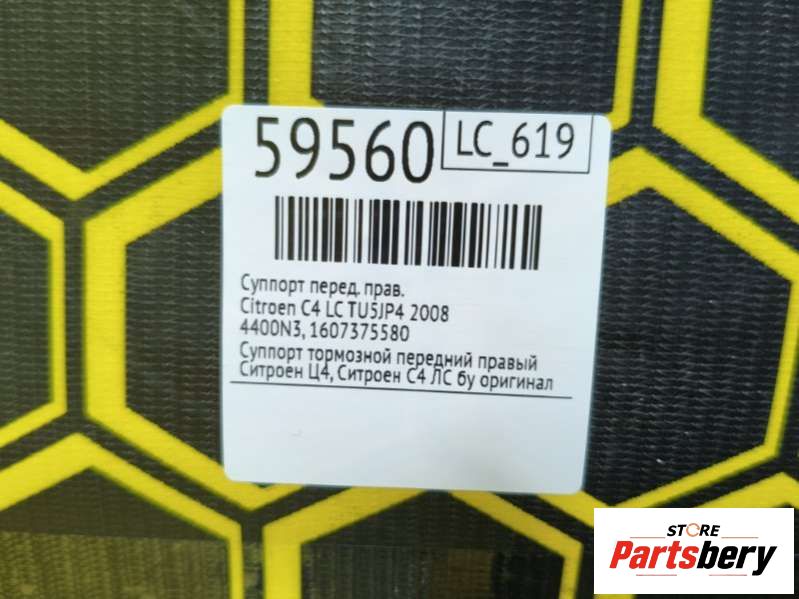 59560
LC_619
Суппорт перед. прав.
Citroen C4 LC TU5JP4 2008
4400N3, 1607375580
Суппорт тормозной передний правый
Ситроен Ц4, Ситроен С4 ЛС бу оригинал
STORE
Partsbery